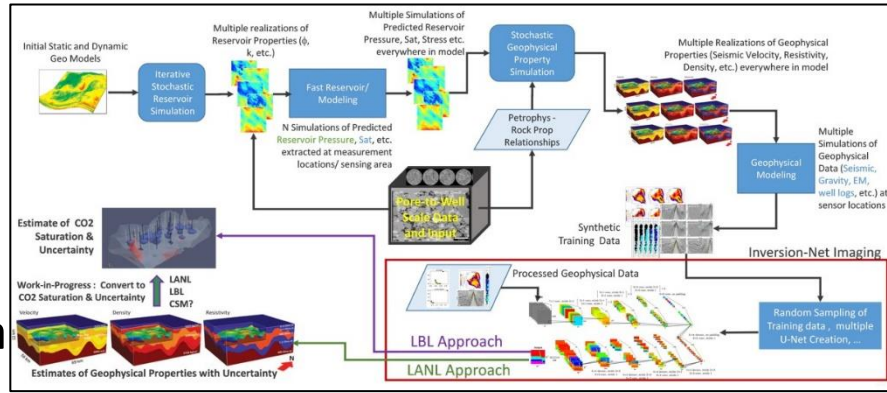 Initial Static and Dynamic
Geo Models
Iterative
Stochastic
Reservoir
Simulation
Multiple realizations
of Reservoir
Properties (ϕ,
k, etc.)
Fast Reservoir/
Modeling
N Simulations of Predicted
Reservoir Pressure, Sat, etc.
extracted at measurement
locations/ sensing area
Multiple Simulations of
Predicted Reservoir
Pressure, Sat, Stress etc.
everywhere in model
Stochastic
Geophysical
Property
Simulation
Petrophys -
Rock Prop
Relationships
Multiple Realizations of Geophysical
Properties (Seismic Velocity, Resistivity,
Density, etc.) everywhere in model
Geophysical
Modeling
Multiple
Simulations of
Geophysical
Data (Seismic,
Gravity, EM,
well logs, etc.) at
sensor locations
Pore-to-Well
Scale Data
and Input
Synthetic
Training Data
Inversion-Net Imaging
Processed Geophysical Data
Random Sampling of
Training data , multiple
U-Net Creation, ...
LBL Approach
LANL Approach
Estimate of CO2
Saturation &
Uncertainty
Work-in-Progress : Convert to
CO2 Saturation & Uncertainty
LANL
LBL
CSM?
Velocity
Density
Resistivity
N
Estimates of Geophysical Properties with Uncertainty